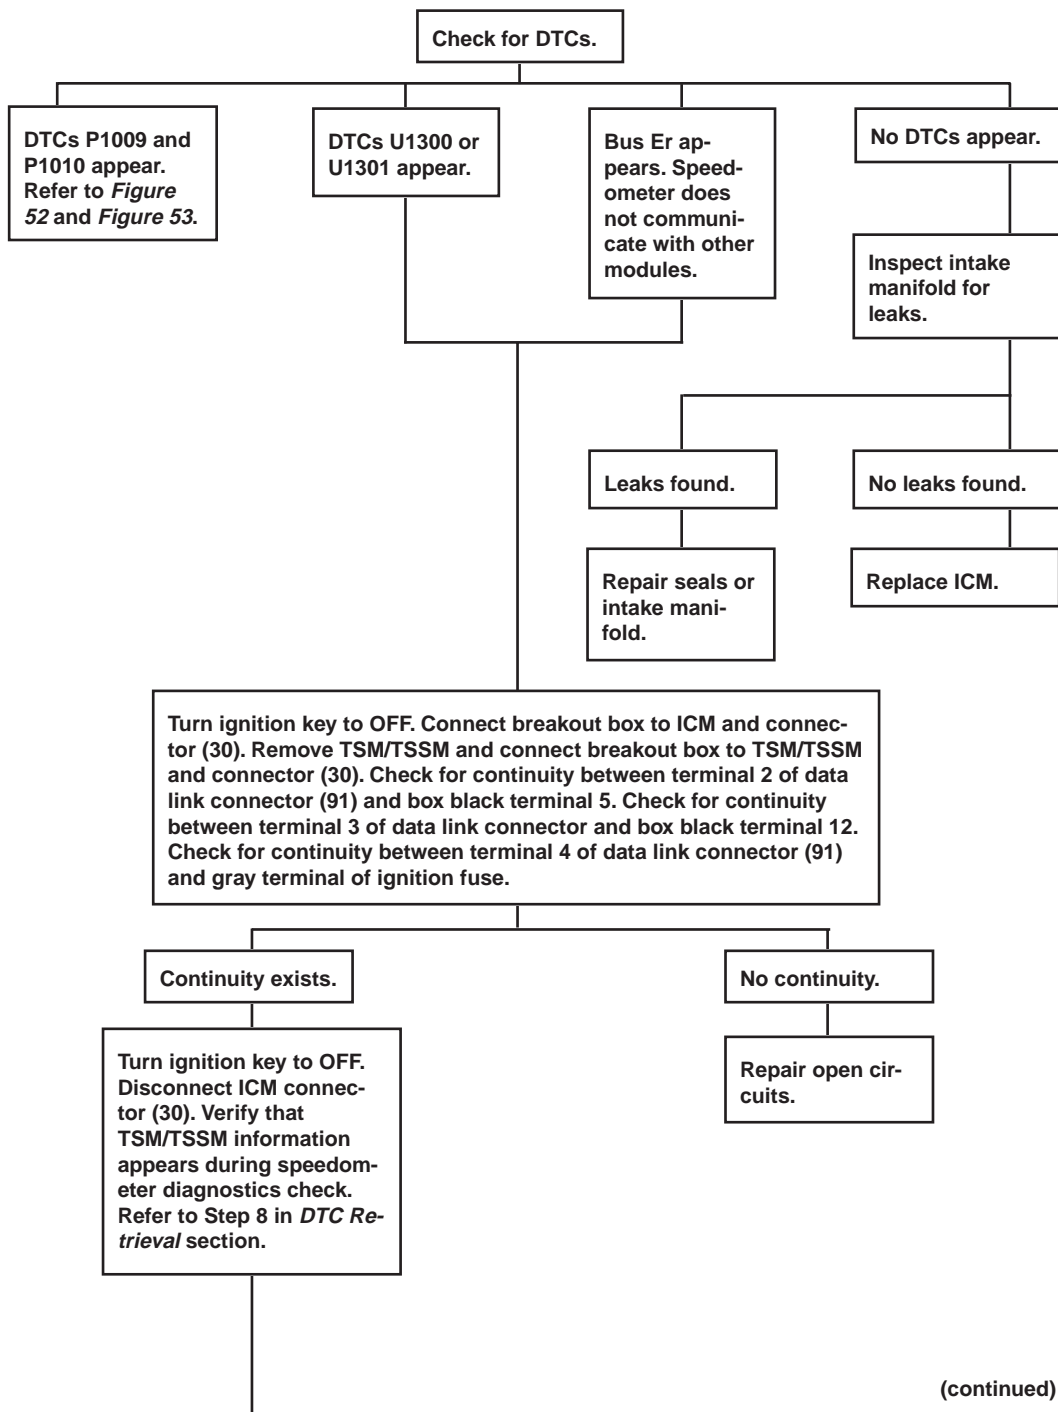 Check for DTCs.
DTCs P1009 and
P1010 appear.
Refer to Figure
52 and Figure 53.
DTCs U1300 or
U1301 appear.
Bus Er ap-
pears. Speed-
ometer does
not communi-
cate with other
modules.
No DTCs appear.
Inspect intake
manifold for
leaks.
Leaks found.
No leaks found.
Repair seals or
intake mani-
fold.
Replace ICM.
Turn ignition key to OFF. Connect breakout box to ICM and connec-
tor (30). Remove TSM/TSSM and connect breakout box to TSM/TSSM
and connector (30). Check for continuity between terminal 2 of data
link connector (91) and box black terminal 5. Check for continuity
between terminal 3 of data link connector and box black terminal 12.
Check for continuity between terminal 4 of data link connector (91)
and gray terminal of ignition fuse.
Continuity exists.
No continuity.
Turn ignition key to OFF.
Disconnect ICM connec-
tor (30). Verify that
TSM/TSSM information
appears during speedom-
eter diagnostics check.
Refer to Step 8 in DTC Re-
trieval section.
Repair open cir-
cuits.
(continued)